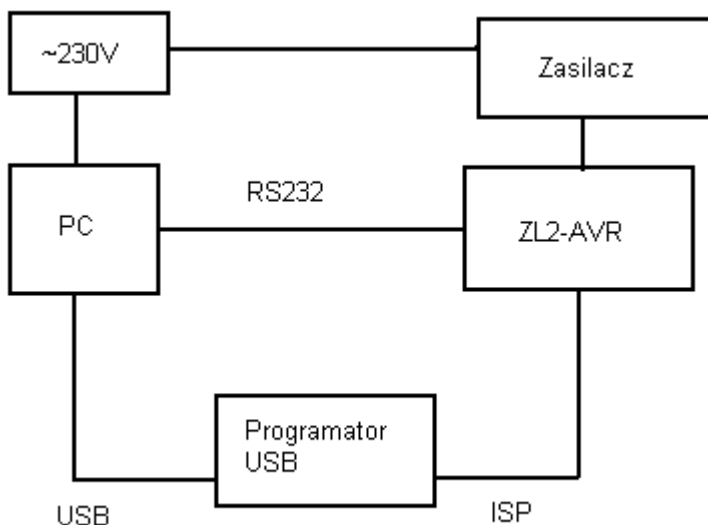 ~230V
Zasilacz
PC
RS232
ZL2-AVR
Programator
USB
USB
ISP